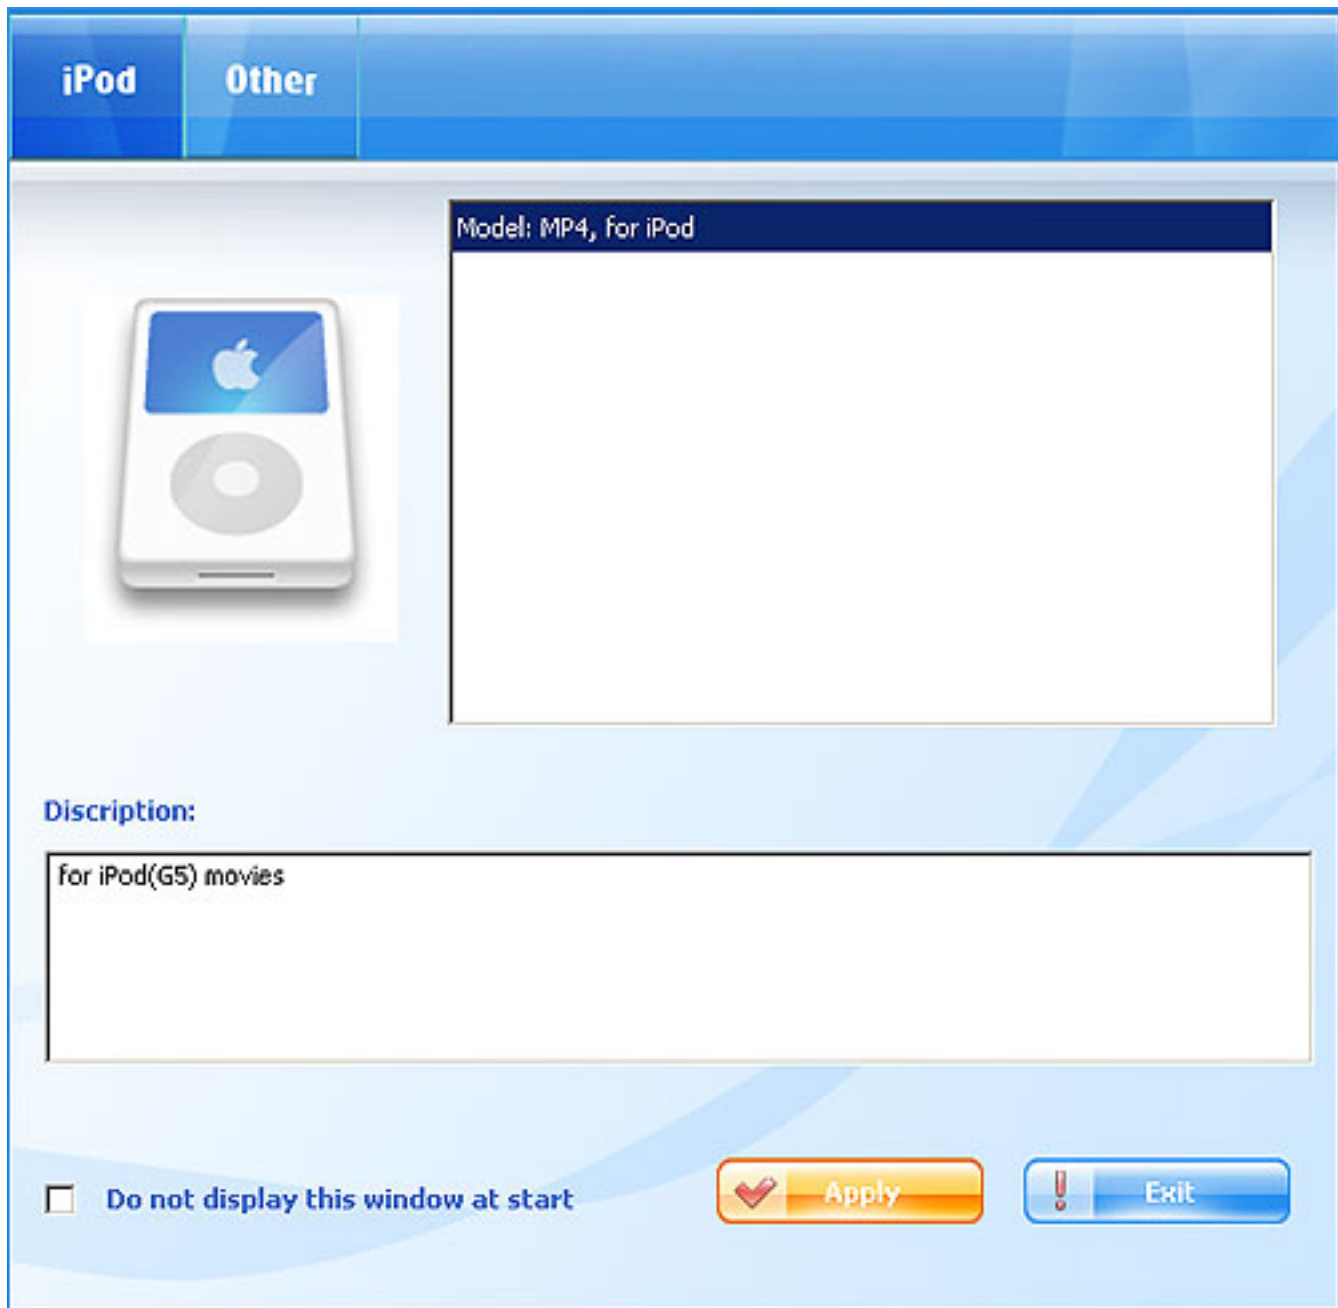 iPod
Other
Model: MP4, for iPod
Discription:
for iPod(G5) movies
Do not display this window at start
Apply
Exit